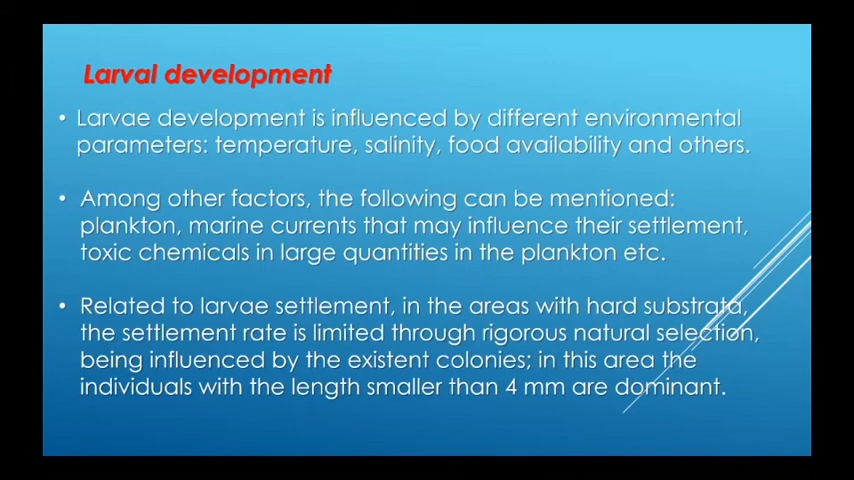 Larval development
• Larvae development is influenced by different environmental
parameters: temperature, salinity, food availability and others.
• Among other factors, the following can be mentioned:
plankton, marine currents that may influence their settlement,
toxic chemicals in large quantities in the plankton etc.
• Related to larvae settlement, in the areas with hard substrata,
the settlement rate is limited through rigorous natural selection,
being influenced by the existent colonies; in this area the
individuals with the length smaller than 4 mm are dominant.